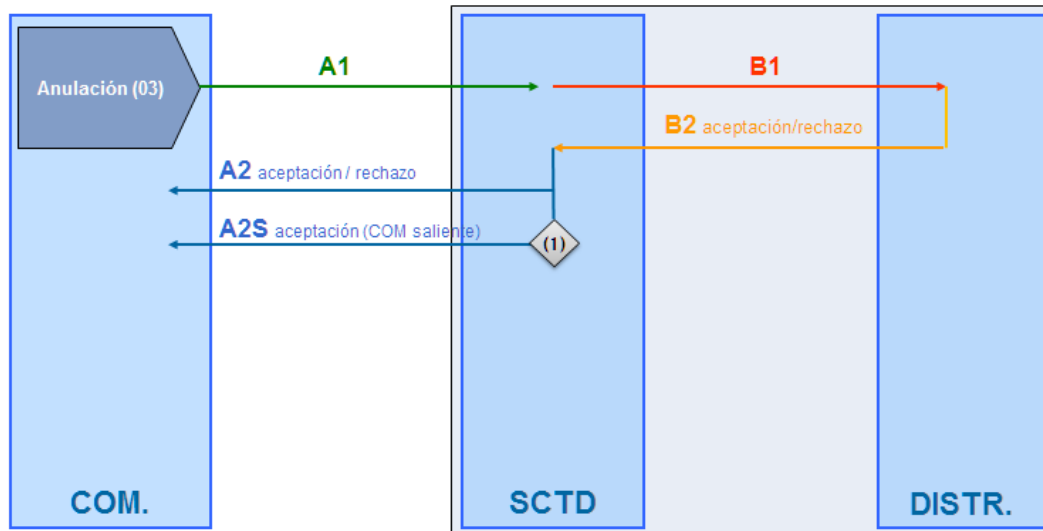 Anulación (03)
A1
B1
B2 aceptación/rechazo
A2 aceptación / rechazo
A2S aceptación (COM saliente)
(1)
COM.
SCTD
DISTR.